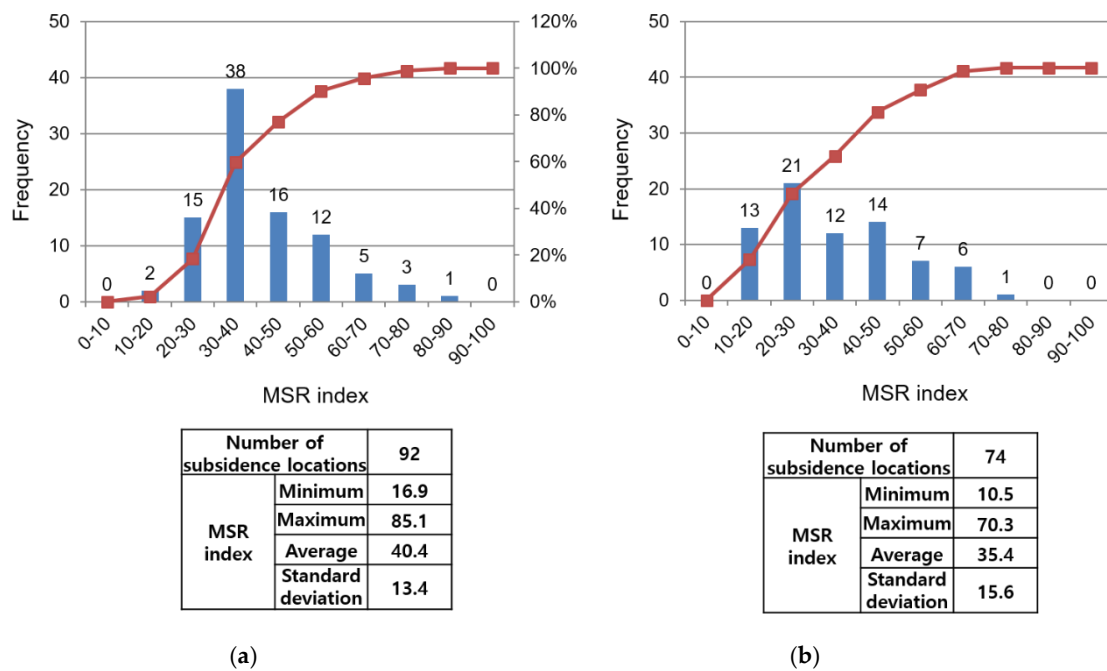 50
40
30
20
10
0
Frequency
120%
100%
80%
60%
40%
20%
0%
0
2
15
38
16
12
5
3
1
0
0-10
10-20
20-30
30-40
40-50
50-60
60-70
70-80
80-90
90-100
MSR index
Number of
subsidence locations 92
MSR
index
Minimum 16.9
Maximum 85.1
Average 40.4
Standard
deviation 13.4
(a)
50
40
30
20
10
0
Frequency
0
13
21
12
14
7
6
1
0
0
0-10
10-20
20-30
30-40
40-50
50-60
60-70
70-80
80-90
90-100
MSR index
Number of
subsidence locations 74
MSR
index
Minimum 10.5
Maximum 70.3
Average 35.4
Standard
deviation 15.6
(b)